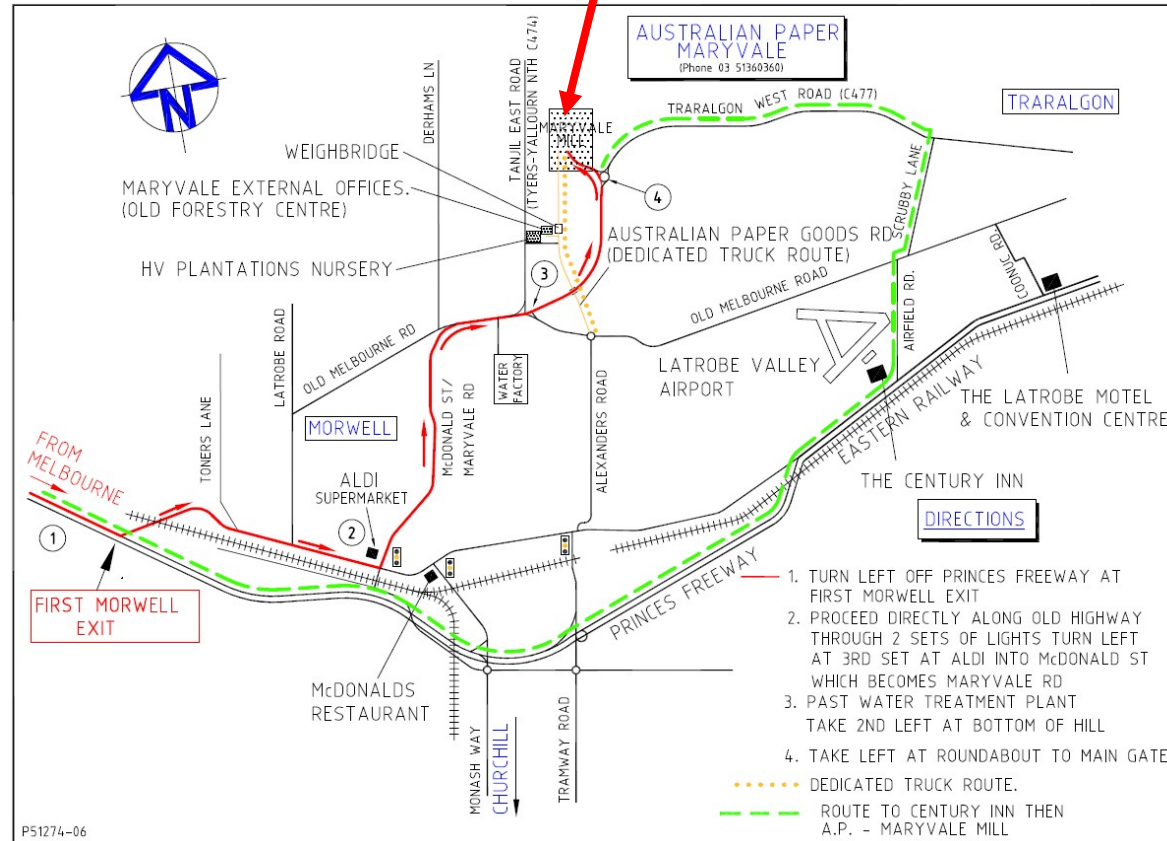 AUSTRALIAN PAPER
MARYVALE
(Phone 03 51360360)
TRARALGON
TRARALGON WEST ROAD (C477)
DERHAMS LN
TANJIL EAST ROAD
(TYERS-YALLOURN NTH C474)
N
MARYVALE
MILL
WEIGHBRIDGE
MARYVALE EXTERNAL OFFICES.
(OLD FORESTRY CENTRE)
HV PLANTATIONS NURSERY
4
SCRUBBY LANE
AUSTRALIAN PAPER GOODS RD
(DEDICATED TRUCK ROUTE)
3
COONUC RD
OLD MELBOURNE ROAD
AIRFIELD RD.
LATROBE ROAD
OLD MELBOURNE RD
WATER
FACTORY
LATROBE VALLEY
AIRPORT
THE LATROBE MOTEL
& CONVENTION CENTRE
TONERS LANE
MORWELL
McDONALD ST/
MARYVALE RD
ALEXANDERS ROAD
EASTERN RAILWAY
FROM
MELBOURNE
ALDI
SUPERMARKET
THE CENTURY INN
1
2
FIRST MORWELL
EXIT
PRINCES FREEWAY
McDONALDS
RESTAURANT
MONASH WAY
CHURCHILL
TRAMWAY ROAD
DIRECTIONS
1. TURN LEFT OFF PRINCES FREEWAY AT
FIRST MORWELL EXIT
2. PROCEED DIRECTLY ALONG OLD HIGHWAY
THROUGH 2 SETS OF LIGHTS TURN LEFT
AT 3RD SET AT ALDI INTO McDONALD ST
WHICH BECOMES MARYVALE RD
3. PAST WATER TREATMENT PLANT
TAKE 2ND LEFT AT BOTTOM OF HILL
4. TAKE LEFT AT ROUNDABOUT TO MAIN GATE
DEDICATED TRUCK ROUTE.
ROUTE TO CENTURY INN THEN
A.P. - MARYVALE MILL
P51274-06